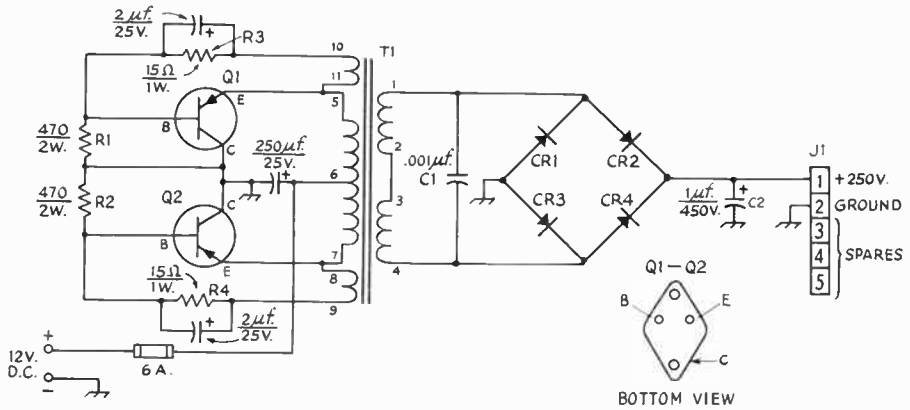 2µf.
25V.
+
R3
15Ω
1W.
10
11
T1
Q1
E
5
B
C
470
2W.
R1
250µf.
25V.
+
6
470
2W.
R2
Q2
C
B
E
7
8
9
15Ω
1W.
R4
+
2µf.
25V.
+
12V.
D.C.
-
6A.
1
2
3
4
.001µf.
C1
CR1
CR2
CR3
CR4
1µf.
450V.
+
C2
J1
1 +250V.
2 GROUND
3
4 SPARES
5
Q1-Q2
B
E
C
BOTTOM VIEW